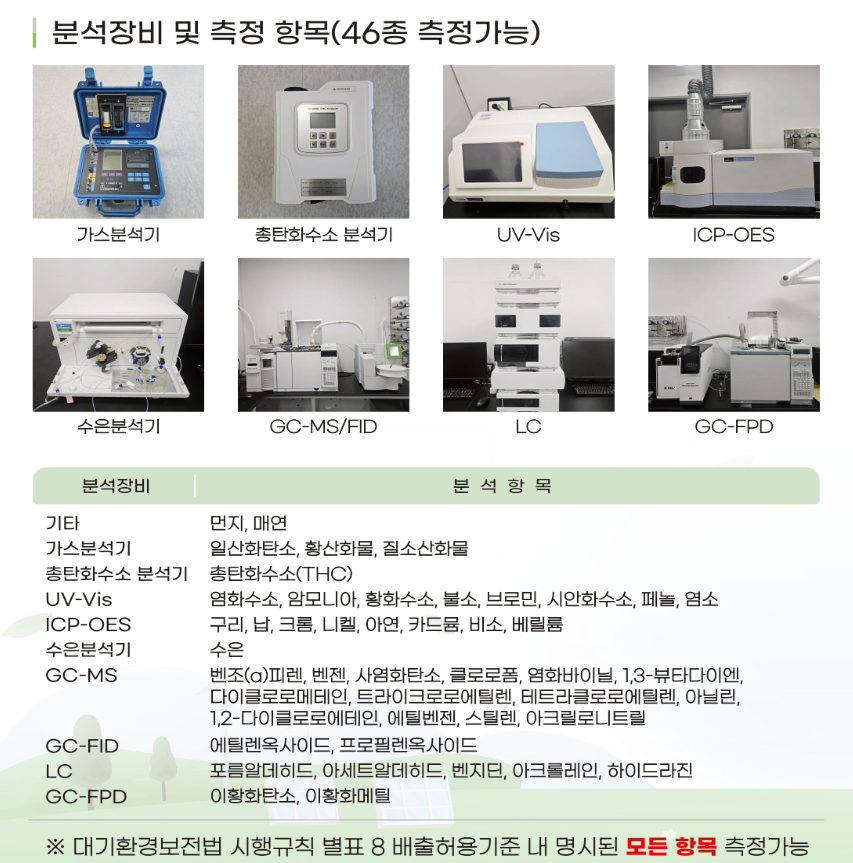 분석장비 및 측정 항목(46종 측정가능)
가스분석기 총탄화수소 분석기 UV-Vis ICP-OES
수은분석기 GC-MS/FID LC GC-FPD
분석장비 분 석 항 목
기타 먼지, 매연
가스분석기 일산화탄소, 황산화물, 질소산화물
총탄화수소 분석기 총탄화수소(THC)
UV-Vis 염화수소, 암모니아, 황화수소, 불소, 브로민, 시안화수소, 페놀, 염소
ICP-OES 구리, 납, 크롬, 니켈, 아연, 카드뮴, 비소, 베릴륨
수은분석기 수은
GC-MS 벤조(a)피렌, 벤젠, 사염화탄소, 클로로폼, 염화바이닐, 1,3-뷰타다이엔,
다이클로로메테인, 트라이크로로에틸렌, 테트라클로로에틸렌, 아닐린,
1,2-다이클로로에테인, 에틸벤젠, 스틸렌, 아크릴로니트릴
GC-FID 에틸렌옥사이드, 프로필렌옥사이드
LC 포름알데히드, 아세트알데히드, 벤지딘, 아크롤레인, 하이드라진
GC-FPD 이황화탄소, 이황화메틸
※ 대기환경보전법 시행규칙 별표 8 배출허용기준 내 명시된 모든 항목 측정가능